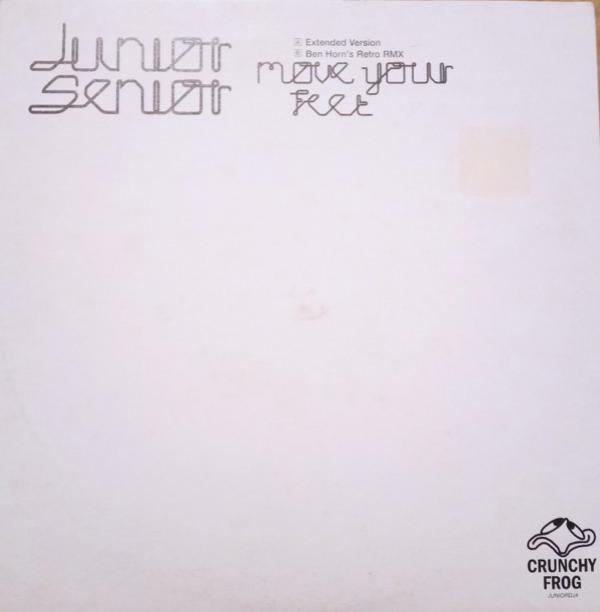 Junior
Senior
A Extended Version
B Ben Horn's Retro RMX
move your
feet
CRUNCHY
FROG
JUNIORDJ4